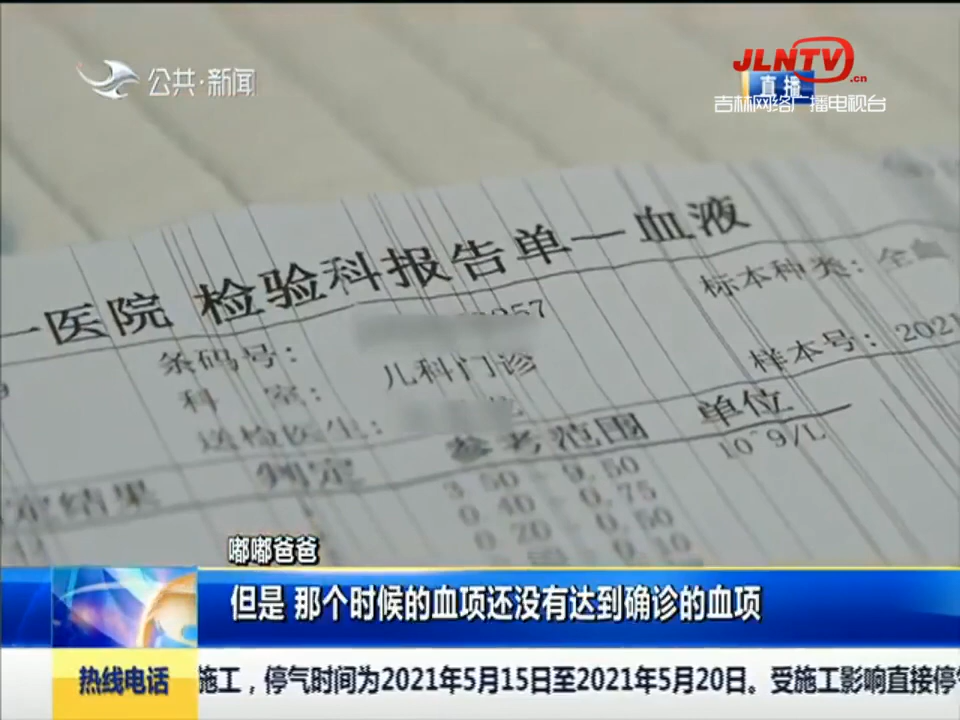 公共·新闻
JLNTV.cn
直播
吉林网络广播电视台
一医院 检验科报告单—血液
条码号:
257
标本种类: 全血
科 室: 儿科门诊
样本号: 2021
送检医生:
定结果 判定 参考范围 单位
3.50 - 9.50 10^9/L
0.40 - 0.75
0.20 - 0.50
0.10
嘟嘟爸爸
但是 那个时候的血项还没有达到确诊的血项
热线电话
施工，停气时间为2021年5月15日至2021年5月20日。受施工影响直接停气